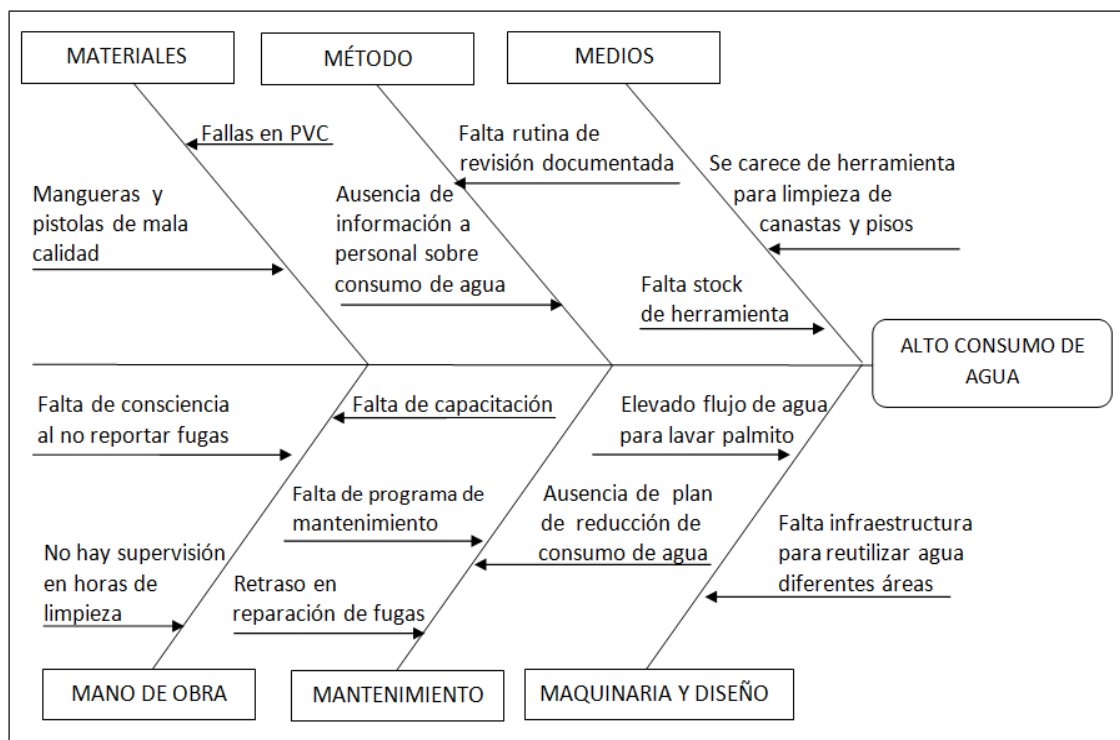 MATERIALES
MÉTODO
MEDIOS
Fallas en PVC
Mangueras y
pistolas de mala
calidad
Falta rutina de
revisión documentada
Ausencia de
información a
personal sobre
consumo de agua
Se carece de herramienta
para limpieza de
canastas y pisos
Falta stock
de herramienta
ALTO CONSUMO DE
AGUA
Falta de consciencia
al no reportar fugas
Falta de capacitación
Elevado flujo de agua
para lavar palmito
No hay supervisión
en horas de
limpieza
Falta de programa de
mantenimiento
Retraso en
reparación de fugas
Ausencia de plan
de reducción de
consumo de agua
Falta infraestructura
para reutilizar agua
diferentes áreas
MANO DE OBRA
MANTENIMIENTO
MAQUINARIA Y DISEÑO